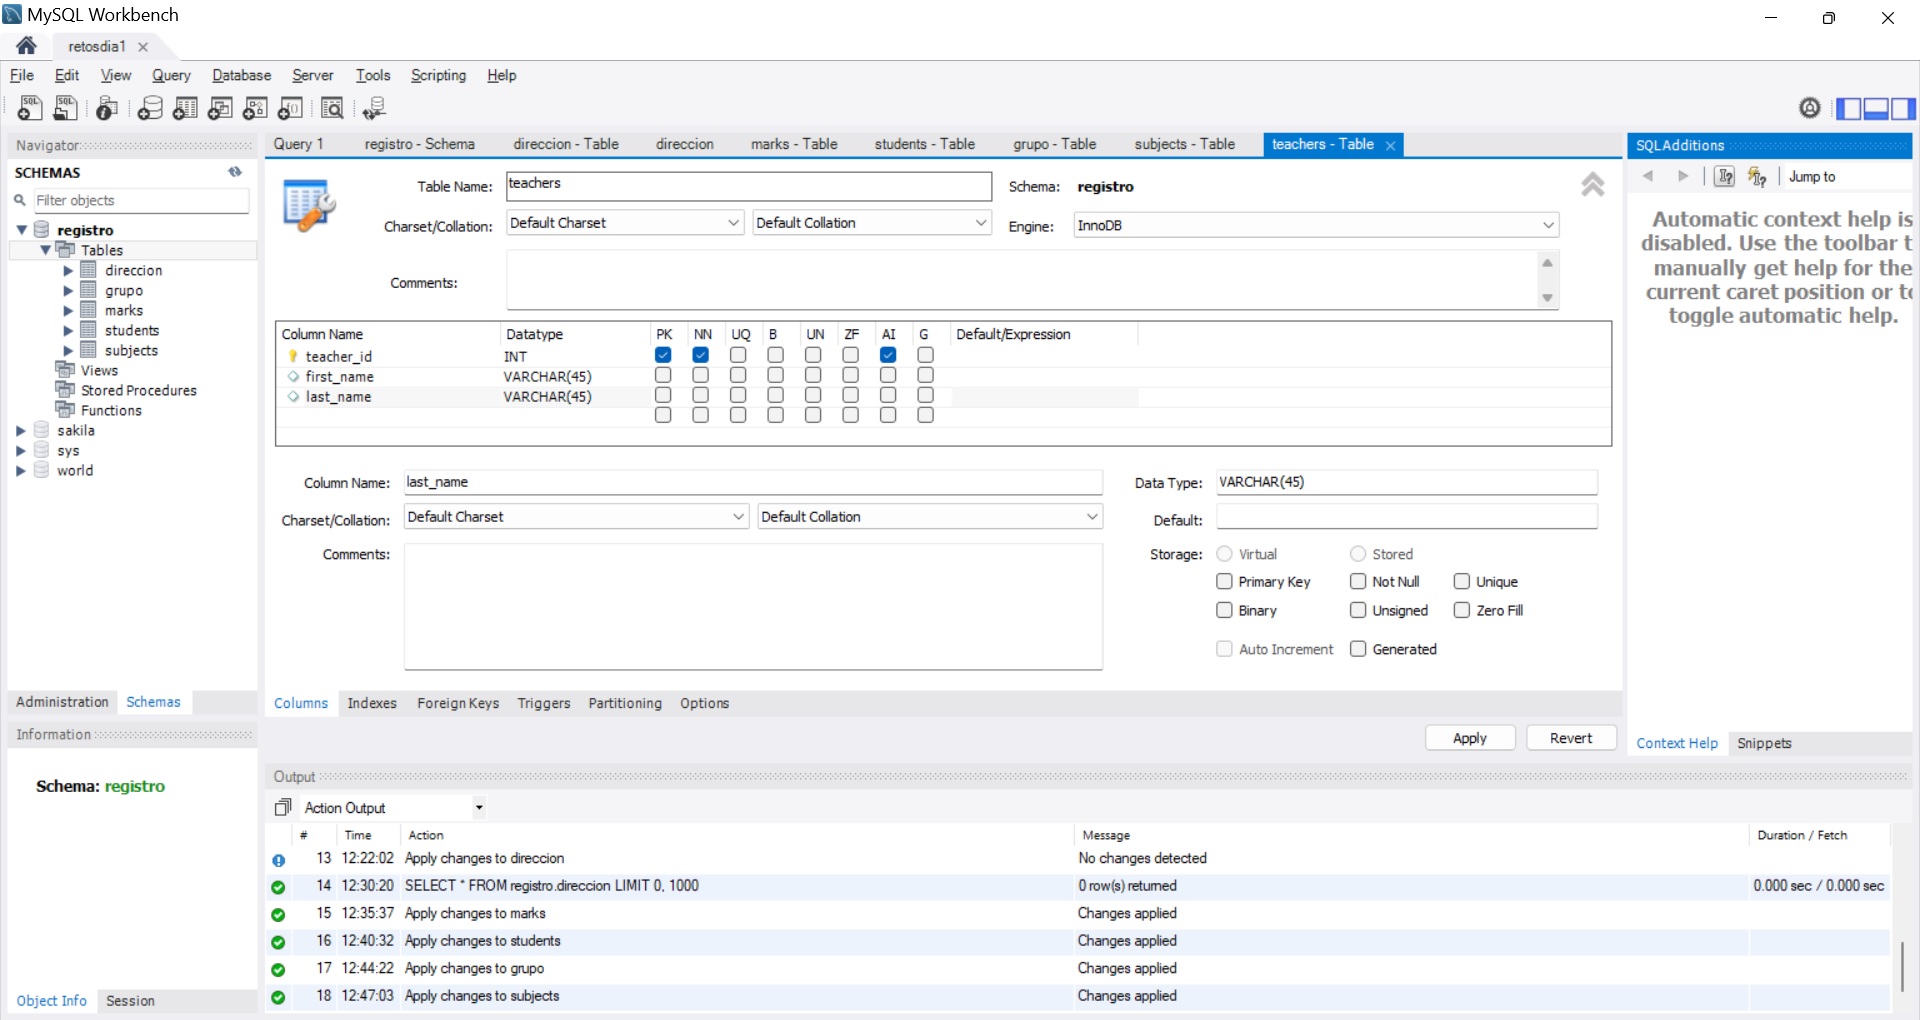 MySQL Workbench
retosdia1
File Edit View Query Database Server Tools Scripting Help
Navigator
SCHEMAS
Filter objects
registro
Tables
direccion
grupo
marks
students
subjects
Views
Stored Procedures
Functions
sakila
sys
world
Administration Schemas
Information
Schema: registro
Object Info Session
Query 1 registro - Schema direccion - Table direccion marks - Table students - Table grupo - Table subjects - Table teachers - Table
Table Name: teachers Schema: registro
Charset/Collation: Default Charset Default Collation Engine: InnoDB
Comments:
Column Name Datatype PK NN UQ B UN ZF AI G Default/Expression
teacher_id INT
first_name VARCHAR(45)
last_name VARCHAR(45)
Column Name: last_name Data Type: VARCHAR(45)
Charset/Collation: Default Charset Default Collation Default:
Comments: Storage: Virtual Stored
Primary Key Not Null Unique
Binary Unsigned Zero Fill
Auto Increment Generated
Columns Indexes Foreign Keys Triggers Partitioning Options
Apply Revert
SQLAdditions
Jump to
Automatic context help is
disabled. Use the toolbar t
manually get help for the
current caret position or to
toggle automatic help.
Context Help Snippets
Output
Action Output
# Time Action Message Duration / Fetch
13 12:22:02 Apply changes to direccion No changes detected
14 12:30:20 SELECT * FROM registro.direccion LIMIT 0, 1000 0 row(s) returned 0.000 sec / 0.000 sec
15 12:35:37 Apply changes to marks Changes applied
16 12:40:32 Apply changes to students Changes applied
17 12:44:22 Apply changes to grupo Changes applied
18 12:47:03 Apply changes to subjects Changes applied